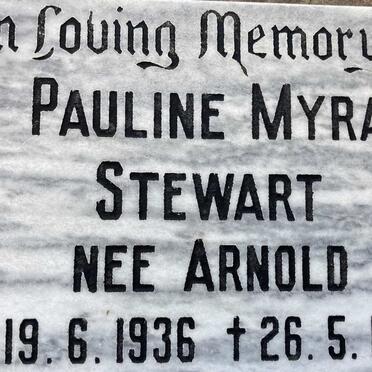 n Loving Memory
PAULINE MYRA
STEWART
NEE ARNOLD
19.6.1936 † 26.5.